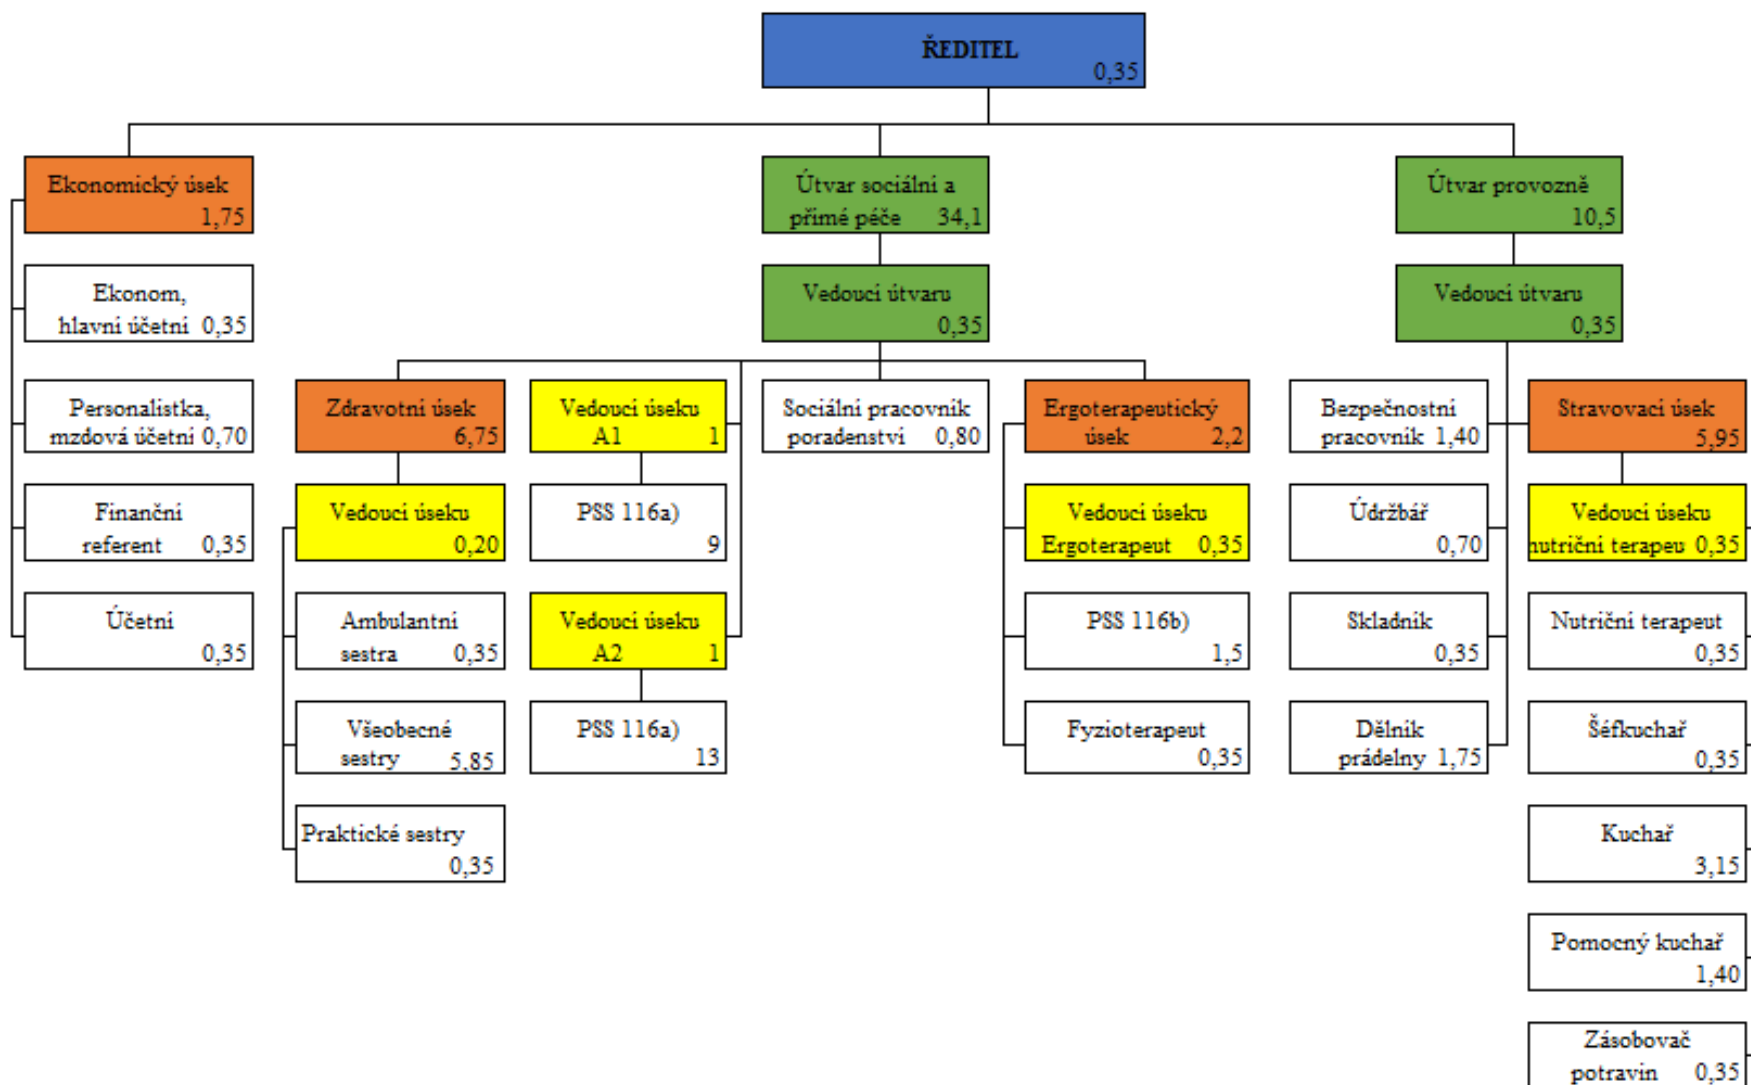 ŘEDITEL
0,35
Ekonomický úsek
1,75
Ekonom,
hlavní účetní 0,35
Personalistka,
mzdová účetní 0,70
Finanční
referent 0,35
Účetní
0,35
Útvar sociální a
přímé péče 34,1
Vedoucí útvaru
0,35
Zdravotní úsek
6,75
Vedoucí úseku
0,20
Ambulantní
sestra 0,35
Všeobecné
sestry 5,85
Praktické sestry
0,35
Vedoucí úseku
A1 1
PSS 116a)
9
Vedoucí úseku
A2 1
PSS 116a)
13
Sociální pracovník
poradenství 0,80
Ergoterapeutický
úsek 2,2
Vedoucí úseku
Ergoterapeut 0,35
PSS 116b)
1,5
Fyzioterapeut
0,35
Útvar provozně
10,5
Vedoucí útvaru
0,35
Bezpečnostní
pracovník 1,40
Údržbář
0,70
Skladník
0,35
Dělník
prádelny 1,75
Stravovací úsek
5,95
Vedoucí úseku
nutriční terapeu 0,35
Nutriční terapeut
0,35
Šéfkuchař
0,35
Kuchař
3,15
Pomocný kuchař
1,40
Zásobovač
potravin 0,35